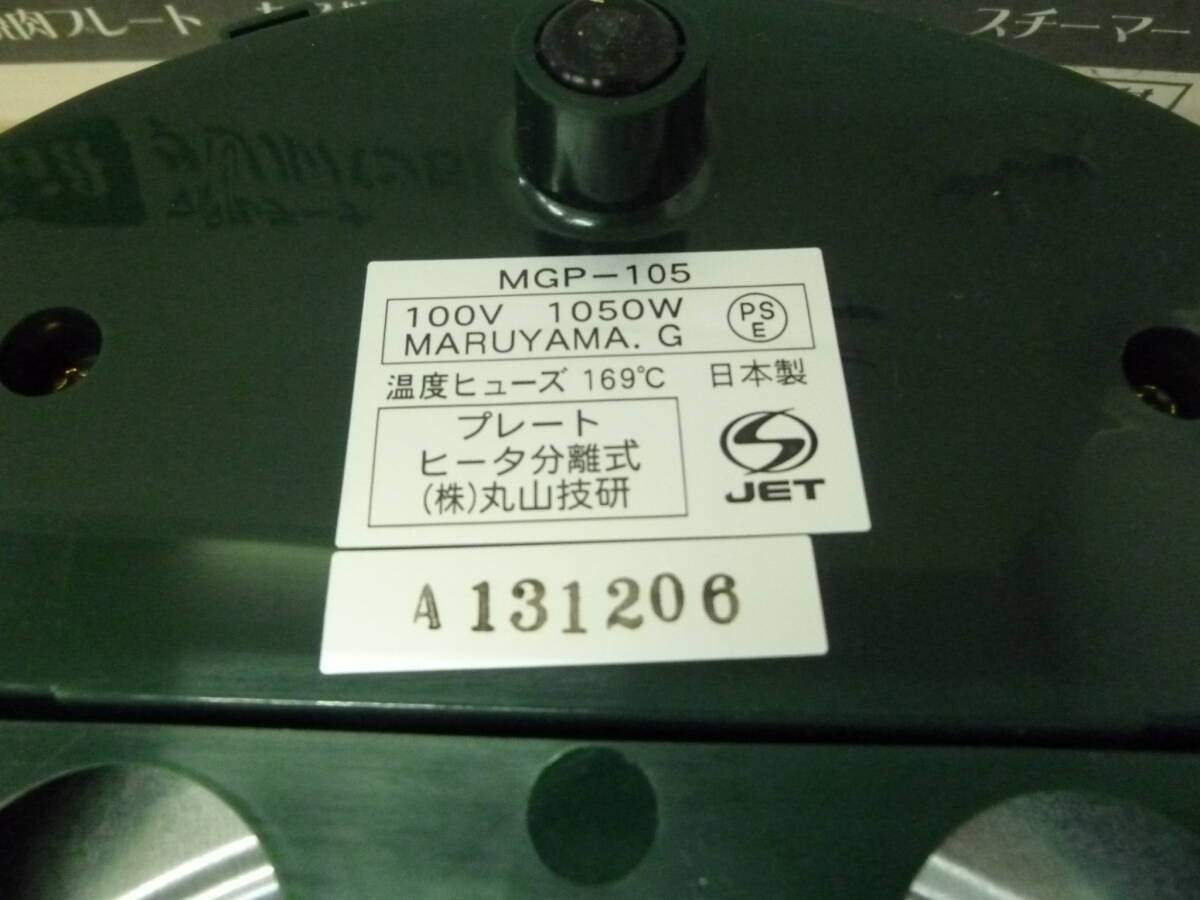 焼肉プレート
スチーマー
MGP-105
100V 1050W
PSE
MARUYAMA. G
温度ヒューズ 169℃ 日本製
プレート
ヒータ分離式
(株)丸山技研
JET
A 131206